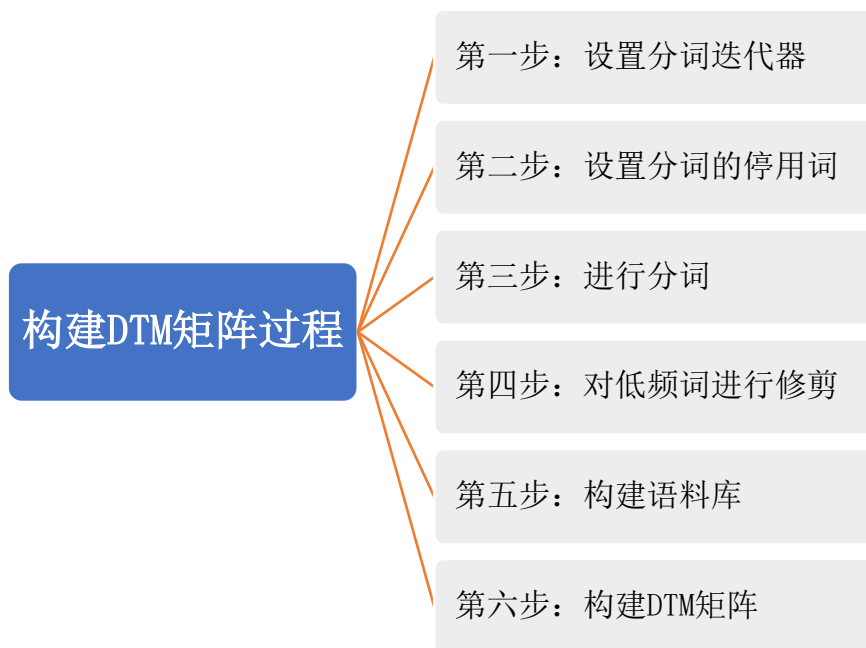 构建DTM矩阵过程
第一步：设置分词迭代器
第二步：设置分词的停用词
第三步：进行分词
第四步：对低频词进行修剪
第五步：构建语料库
第六步：构建DTM矩阵